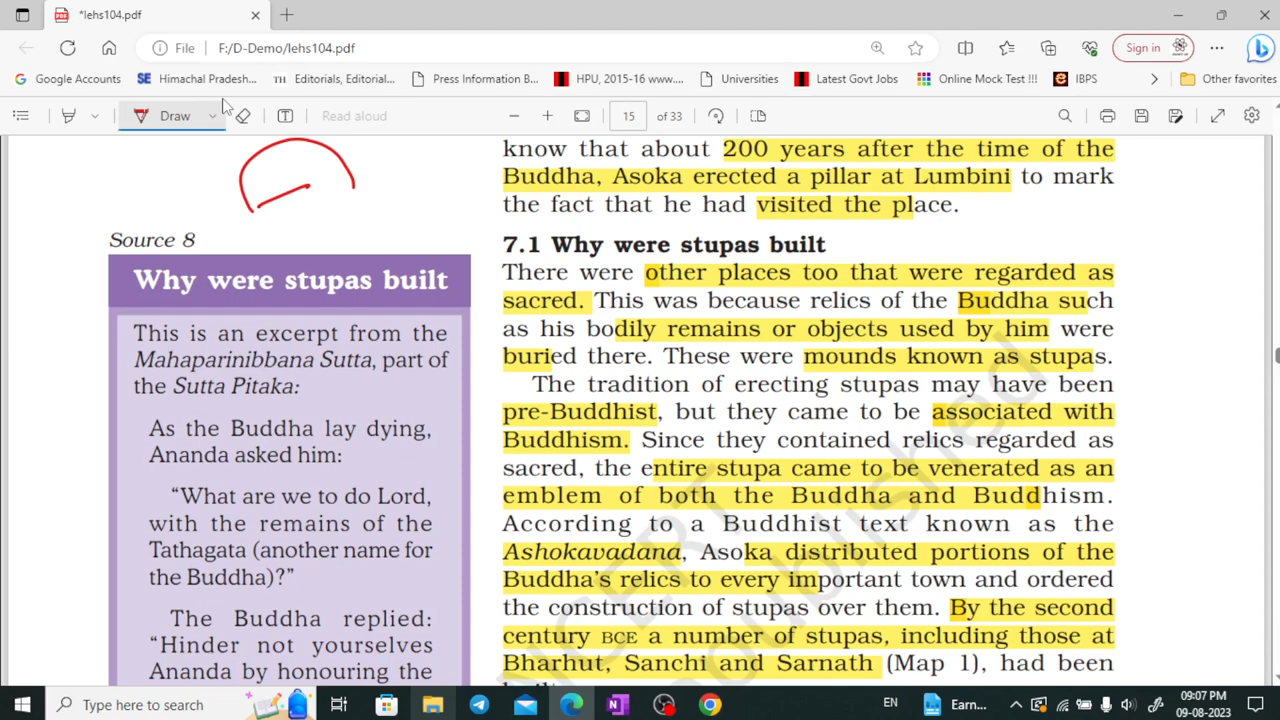 *lehs104.pdf
File
F:/D-Demo/lehs104.pdf
Sign in
Google Accounts
Himachal Pradesh...
Editorials, Editorial...
Press Information B...
HPU, 2015-16 www....
Universities
Latest Govt Jobs
Online Mock Test !!!
IBPS
Other favorites
Draw
Read aloud
15 of 33
know that about 200 years after the time of the
Buddha, Asoka erected a pillar at Lumbini to mark
the fact that he had visited the place.
7.1 Why were stupas built
There were other places too that were regarded as
sacred. This was because relics of the Buddha such
as his bodily remains or objects used by him were
buried there. These were mounds known as stupas.
The tradition of erecting stupas may have been
pre-Buddhist, but they came to be associated with
Buddhism. Since they contained relics regarded as
sacred, the entire stupa came to be venerated as an
emblem of both the Buddha and Buddhism.
According to a Buddhist text known as the
Ashokavadana, Asoka distributed portions of the
Buddha's relics to every important town and ordered
the construction of stupas over them. By the second
century BCE a number of stupas, including those at
Bharhut, Sanchi and Sarnath (Map 1), had been
Source 8
Why were stupas built
This is an excerpt from the
Mahaparinibbana Sutta, part of
the Sutta Pitaka:
As the Buddha lay dying,
Ananda asked him:
"What are we to do Lord,
with the remains of the
Tathagata (another name for
the Buddha)?"
The Buddha replied:
"Hinder not yourselves
Ananda by honouring the
Type here to search
EN
Earn...
09:07 PM
09-08-2023